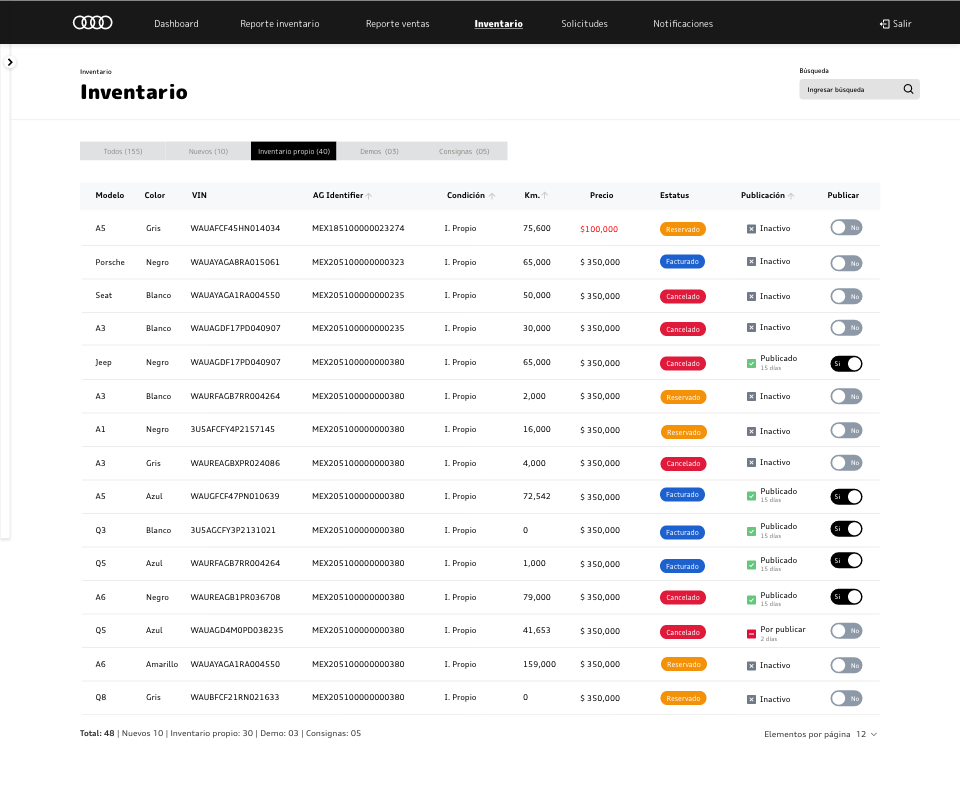 Dashboard Reporte inventario Reporte ventas Inventario Solicitudes Notificaciones Salir
Inventario
Inventario
Búsqueda
Ingresar búsqueda
Todos (155) Nuevos (10) Inventario propio (40) Demos (03) Consignas (05)
Modelo Color VIN AG Identifier Condición Km. Precio Estatus Publicación Publicar
A5 Gris WAUAFCF45HN014034 MEX185100000023274 I. Propio 75,600 $100,000 Reservado Inactivo No
Porsche Negro WAUAYAGA8RA015061 MEX205100000000323 I. Propio 65,000 $ 350,000 Facturado Inactivo No
Seat Blanco WAUAYAGA1RA004550 MEX205100000000235 I. Propio 50,000 $ 350,000 Cancelado Inactivo No
A3 Blanco WAUAGDF17PD040907 MEX205100000000235 I. Propio 30,000 $ 350,000 Cancelado Inactivo No
Jeep Negro WAUAGDF17PD040907 MEX205100000000380 I. Propio 65,000 $ 350,000 Cancelado Publicado Si
15 días
A3 Blanco WAURFAGB7RR004264 MEX205100000000380 I. Propio 2,000 $ 350,000 Reservado Inactivo No
A1 Negro 3U5AFCFY4P2157145 MEX205100000000380 I. Propio 16,000 $ 350,000 Reservado Inactivo No
A3 Gris WAUREAGBXPR024086 MEX205100000000380 I. Propio 4,000 $ 350,000 Cancelado Inactivo No
A5 Azul WAUGFCF47PN010639 MEX205100000000380 I. Propio 72,542 $ 350,000 Facturado Publicado Si
15 días
Q3 Blanco 3U5AGCFY3P2131021 MEX205100000000380 I. Propio 0 $ 350,000 Facturado Publicado Si
15 días
Q5 Azul WAURFAGB7RR004264 MEX205100000000380 I. Propio 1,000 $ 350,000 Facturado Publicado Si
15 días
A6 Negro WAUREAGB1PR036708 MEX205100000000380 I. Propio 79,000 $ 350,000 Cancelado Publicado Si
15 días
Q5 Azul WAUAGD4M0PD038235 MEX205100000000380 I. Propio 41,653 $ 350,000 Cancelado Por publicar No
2 días
A6 Amarillo WAUAYAGA1RA004550 MEX205100000000380 I. Propio 159,000 $ 350,000 Reservado Inactivo No
Q8 Gris WAUBFCF21RN021633 MEX205100000000380 I. Propio 0 $ 350,000 Reservado Inactivo No
Total: 48 | Nuevos 10 | Inventario propio: 30 | Demo: 03 | Consignas: 05
Elementos por página 12